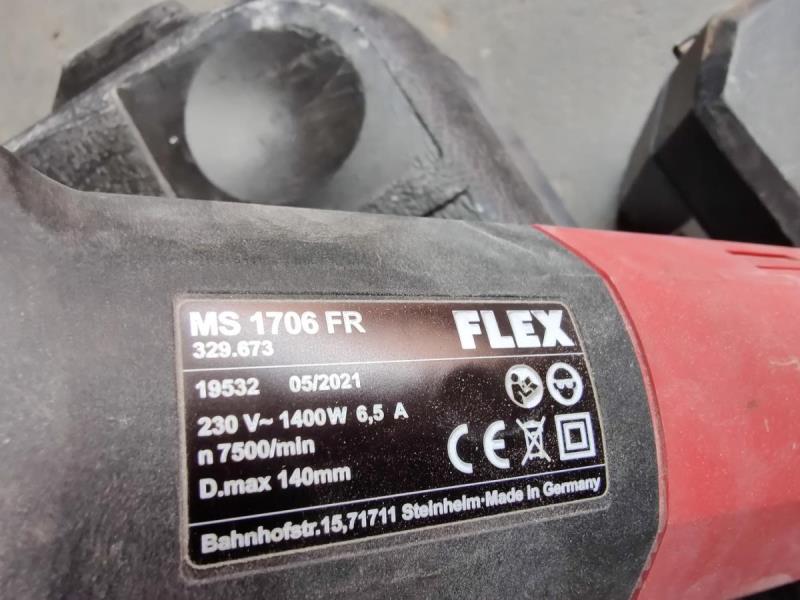 MS 1706 FR FLEX
329.673
19532 05/2021
230 V~ 1400W 6,5 A
n 7500/min
D.max 140mm
CE
Bahnhofstr.15,71711 Steinheim·Made in Germany